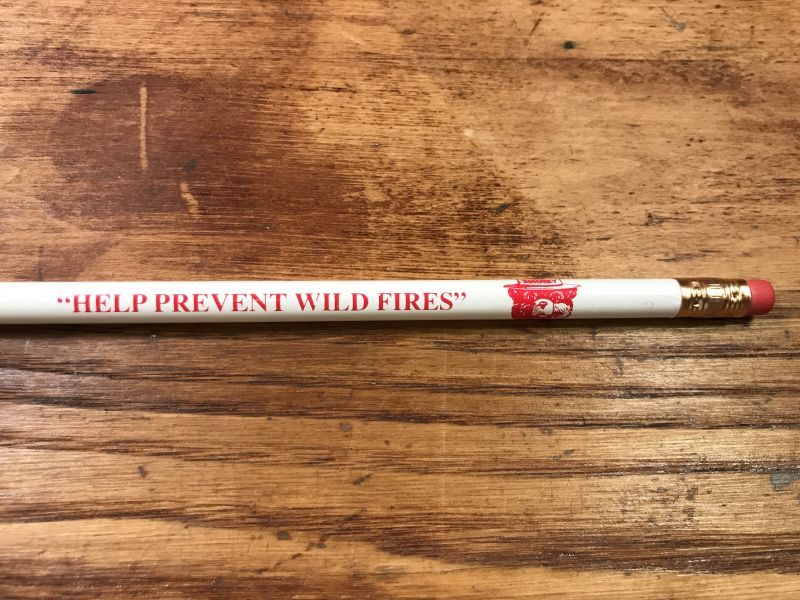 “HELP PREVENT WILD FIRES”